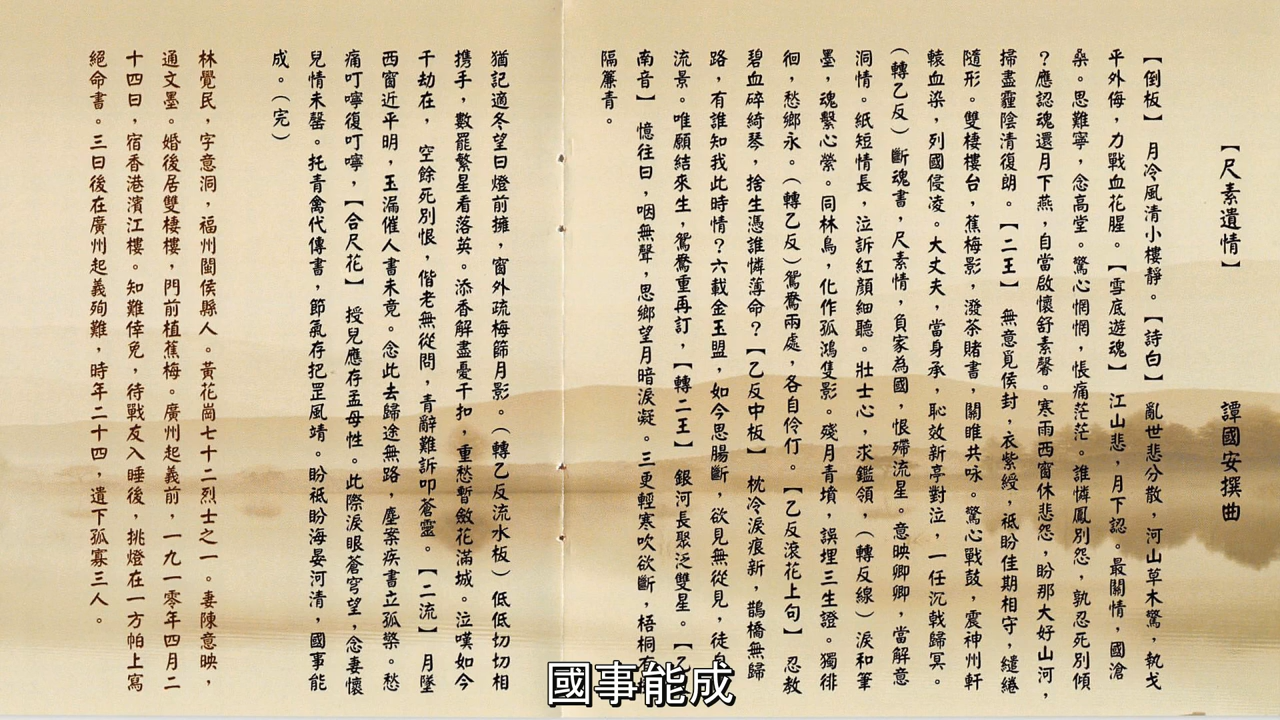 【尺素遺情】　譚國安撰曲
【倒板】　月冷風清小樓靜。【詩白】　亂世悲分散，河山草木驚，執戈
平外侮，力戰血花腥。【雪底遊魂】　江山悲，月下認。最關情，國滄
桑。思難寧，念高堂。驚心惘惘，悵痛茫茫。誰憐鳳別怨，孰忍死別傾
？應認魂還月下燕，自當啟懷舒素馨。寒雨西窗休悲怨，盼那大好山河，
掃盡霾陰清復朗。【二王】　無意覓侯封，衣紫綬，祗盼佳期相守，繾綣
隨形。雙棲樓台，蕉梅影，潑茶賭書，關睢共咏。驚心戰鼓，震神州軒
轅血染，列國侵凌。大丈夫，當身承，恥效新亭對泣，一任沉戟歸冥。
（轉乙反）斷魂書，尺素情，負家為國，恨殢流星。意映卿卿，當解意
洞情。紙短情長，泣訴紅顏細聽。壯士心，求鑑領，（轉反線）淚和筆
墨，魂繫心縈。同林鳥，化作孤鴻隻影。殘月青墳，誤埋三生證。獨徘
徊，愁鄉永。（轉乙反）鴛鴦兩處，各自伶仃。【乙反滾花上句】　忍教
碧血碎綺琴，捨生憑誰憐薄命？【乙反中板】　枕冷淚痕新，鵲橋無歸
路，有誰知我此時情？六載金玉盟，如今思腸斷，欲見無從見，徒自
流景。唯願結來生，鴛鴦重再訂，【轉二王】　銀河長聚泛雙星。【乙
南音】　憶往日，咽無聲，思鄉望月暗淚凝。三更輕寒吹欲斷，梧桐有
隔簾青。
猶記適冬望日燈前擁，窗外疏梅篩月影。（轉乙反流水板）低低切切相
携手，數罷繁星看落英。添香解盡憂千扣，重愁暫斂花滿城。泣嘆如今
千劫在，　空餘死別恨，偕老無從問，青辭難訴叩蒼靈。【二流】　月墜
西窗近平明，玉漏催人書未竟。念此去歸途無路，塵案疾書立孤檠。愁
痛叮嚀復叮嚀，【合尺花】　授兒應存孟母性。此際淚眼蒼穹望，念妻懷
兒情未罄。托青禽代傳書，節氣存把罡風靖。盼祗盼海晏河清，國事能
成。（完）
林覺民，字意洞，福州閩侯縣人。黃花崗七十二烈士之一。妻陳意映，
通文墨。婚後居雙棲樓，門前植蕉梅。廣州起義前，一九一零年四月二
十四日，宿香港濱江樓。知難倖免，待戰友入睡後，挑燈在一方帕上寫
絕命書。三日後在廣州起義殉難，時年二十四，遺下孤寡三人。
國事能成